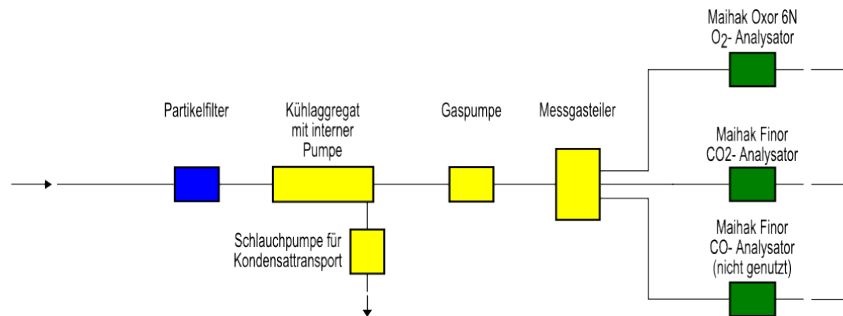 Maihak Oxor 6N
O2- Analysator
Partikelfilter
Kühlaggregat
mit interner
Pumpe
Gaspumpe
Messgasteiler
Maihak Finor
CO2- Analysator
Schlauchpumpe für
Kondensattransport
Maihak Finor
CO- Analysator
(nicht genutzt)